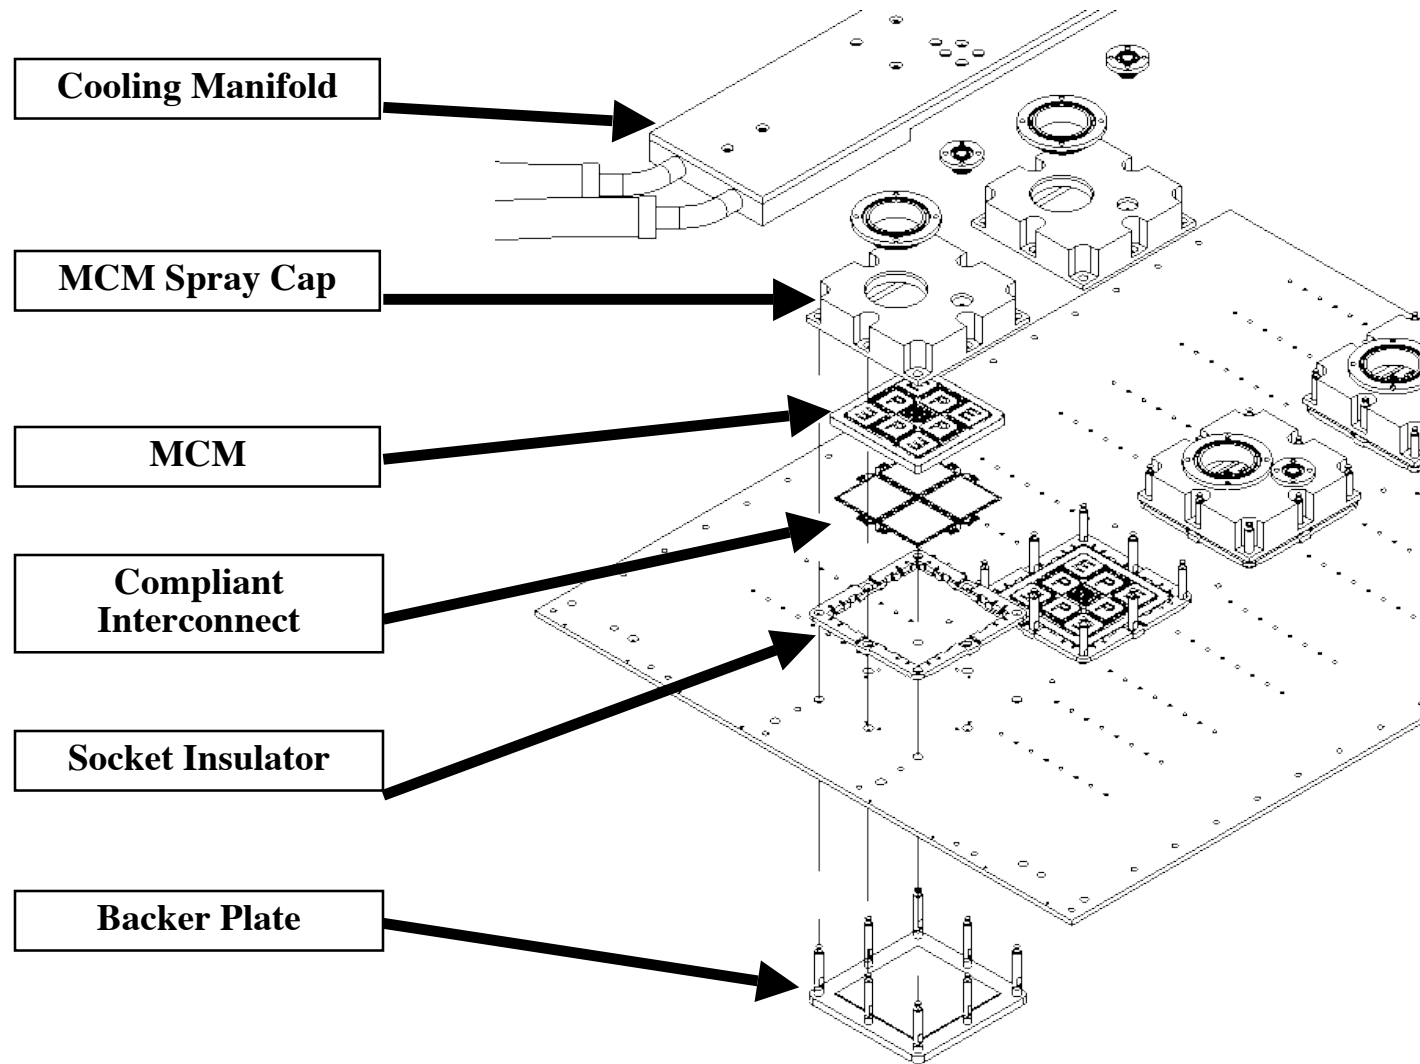 Cooling Manifold
MCM Spray Cap
MCM
Compliant
Interconnect
Socket Insulator
Backer Plate